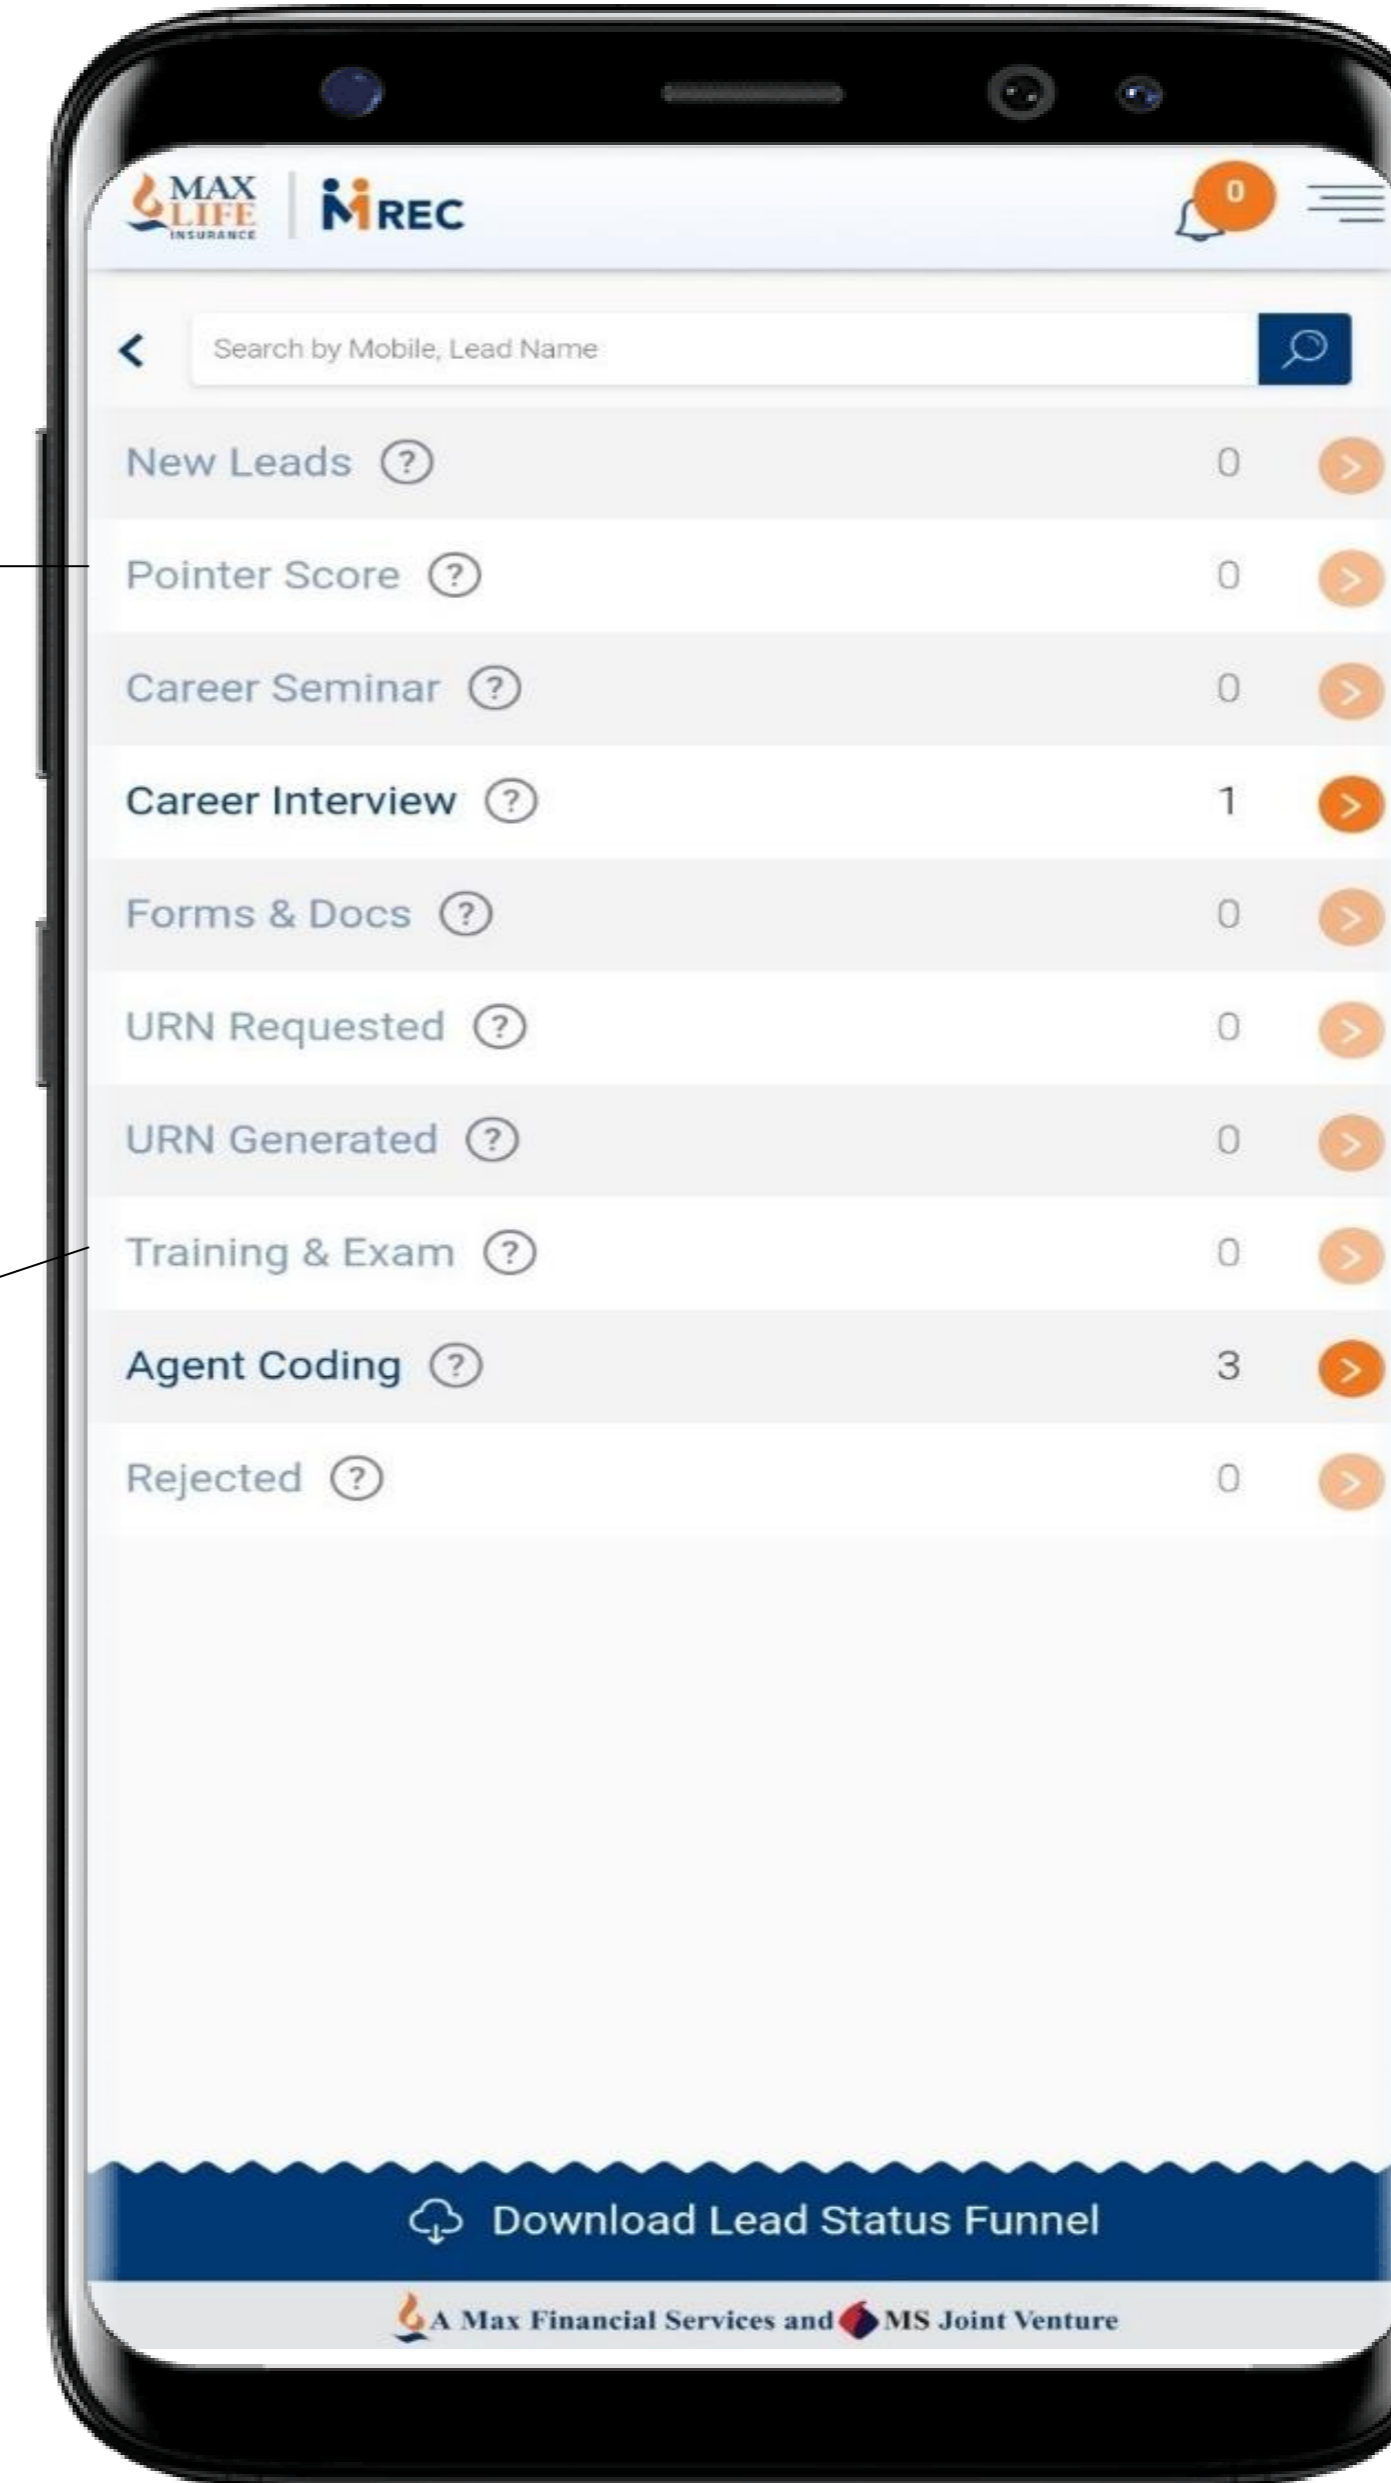 MAX
LIFE
INSURANCE
MREC
0
Search by Mobile, Lead Name
New Leads ? 0 >
Pointer Score ? 0 >
Career Seminar ? 0 >
Career Interview ? 1 >
Forms & Docs ? 0 >
URN Requested ? 0 >
URN Generated ? 0 >
Training & Exam ? 0 >
Agent Coding ? 3 >
Rejected ? 0 >
Download Lead Status Funnel
A Max Financial Services and MS Joint Venture